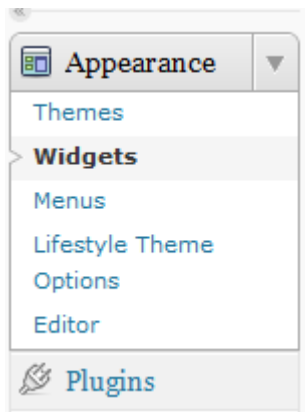 Appearance
Themes
Widgets
Menus
Lifestyle Theme
Options
Editor
Plugins